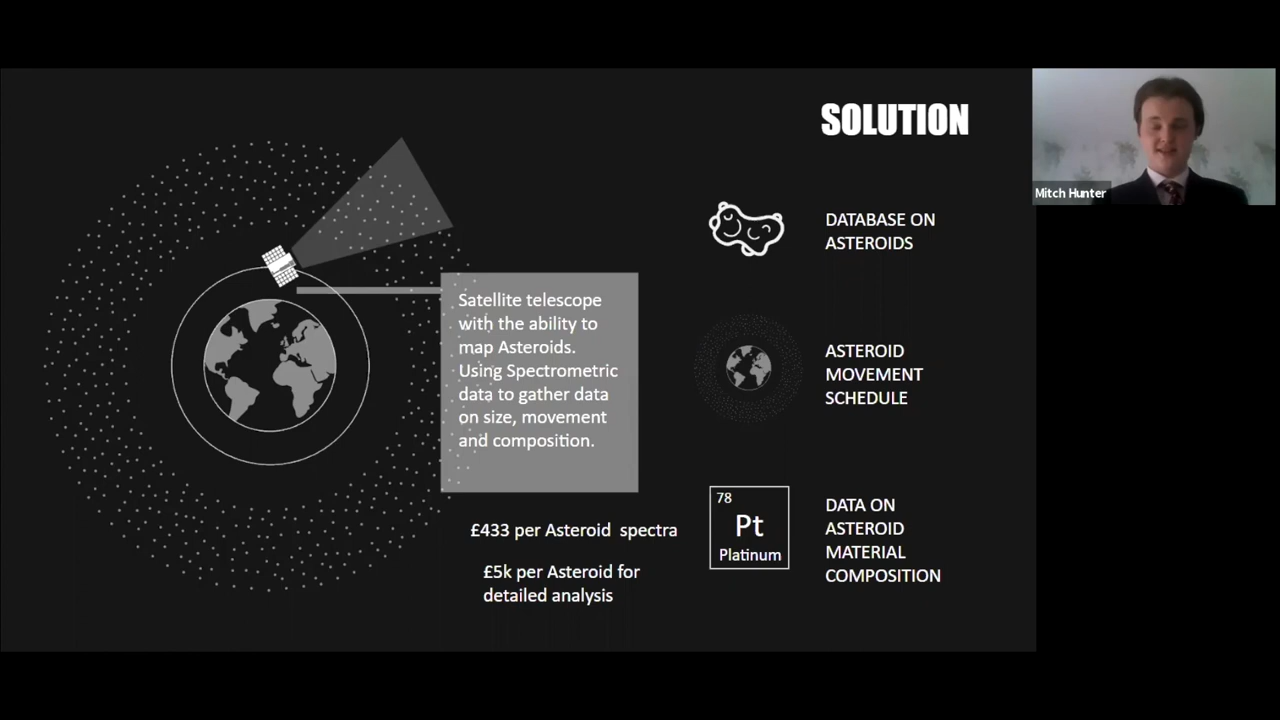 SOLUTION
Mitch Hunter
DATABASE ON
ASTEROIDS
Satellite telescope
with the ability to
map Asteroids.
Using Spectrometric
data to gather data
on size, movement
and composition.
ASTEROID
MOVEMENT
SCHEDULE
£433 per Asteroid spectra
£5k per Asteroid for
detailed analysis
78
Pt
Platinum
DATA ON
ASTEROID
MATERIAL
COMPOSITION